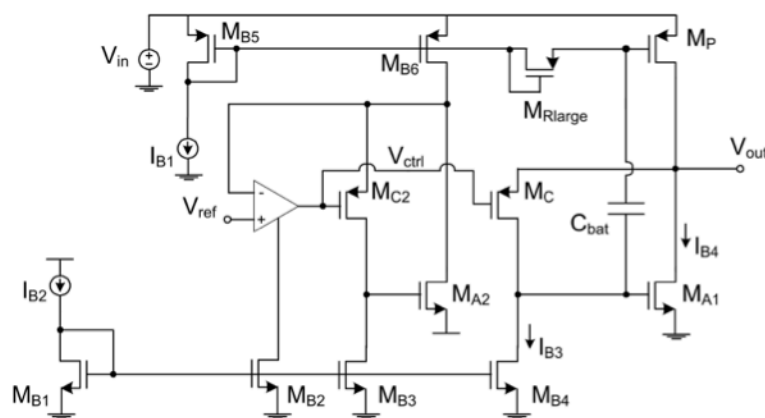 M_B5
M_B6
M_P
V_in
M_Rlarge
I_B1
V_ctrl
V_out
M_C2
M_C
V_ref
-
+
C_bat
I_B4
I_B2
M_A2
M_A1
I_B3
M_B1
M_B2
M_B3
M_B4